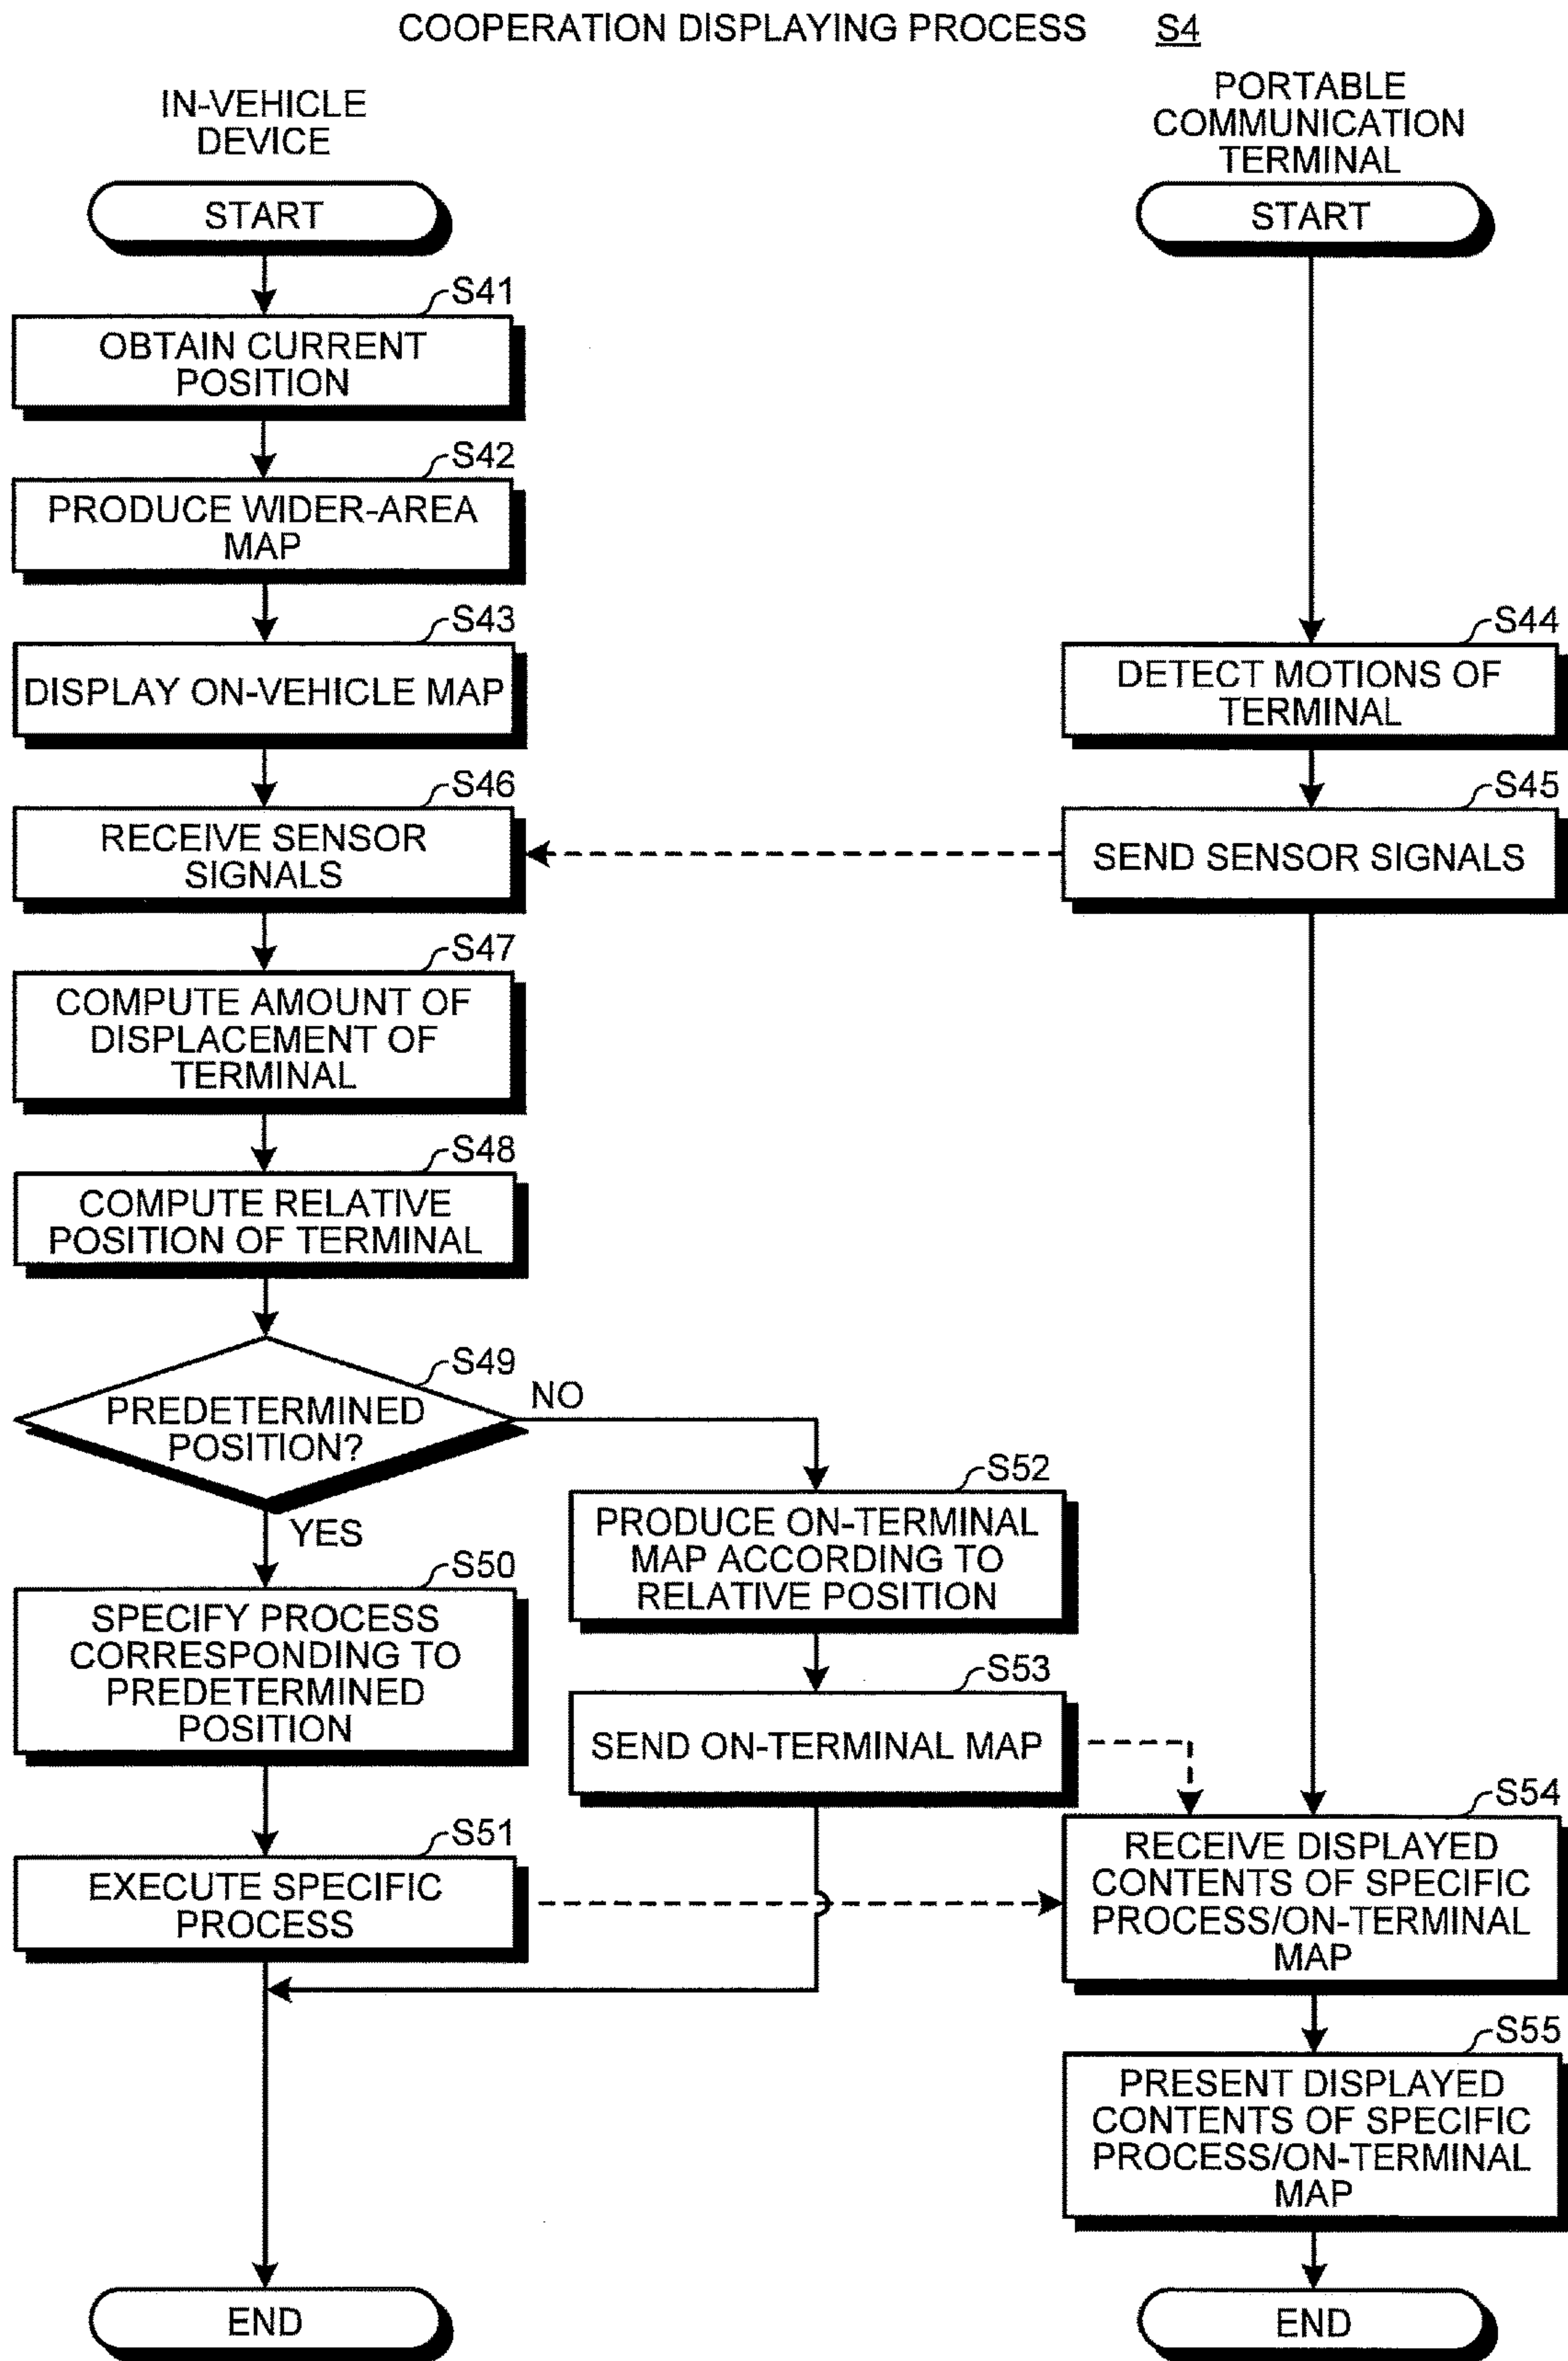 COOPERATION DISPLAYING PROCESS S4
IN-VEHICLE
DEVICE
START
S41
OBTAIN CURRENT
POSITION
S42
PRODUCE WIDER-AREA
MAP
S43
DISPLAY ON-VEHICLE MAP
S46
RECEIVE SENSOR
SIGNALS
S47
COMPUTE AMOUNT OF
DISPLACEMENT OF
TERMINAL
S48
COMPUTE RELATIVE
POSITION OF TERMINAL
S49
PREDETERMINED
POSITION?
NO
YES
S50
SPECIFY PROCESS
CORRESPONDING TO
PREDETERMINED
POSITION
S51
EXECUTE SPECIFIC
PROCESS
END
S52
PRODUCE ON-TERMINAL
MAP ACCORDING TO
RELATIVE POSITION
S53
SEND ON-TERMINAL MAP
PORTABLE
COMMUNICATION
TERMINAL
START
S44
DETECT MOTIONS OF
TERMINAL
S45
SEND SENSOR SIGNALS
S54
RECEIVE DISPLAYED
CONTENTS OF SPECIFIC
PROCESS/ON-TERMINAL
MAP
S55
PRESENT DISPLAYED
CONTENTS OF SPECIFIC
PROCESS/ON-TERMINAL
MAP
END